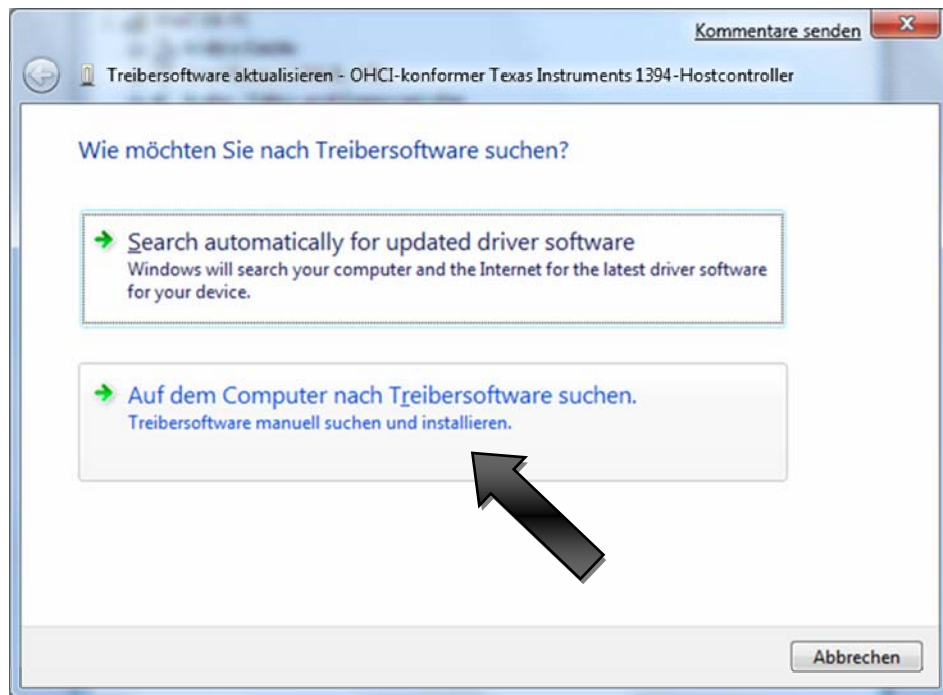 Kommentare senden
Treibersoftware aktualisieren - OHCI-konformer Texas Instruments 1394-Hostcontroller
Wie möchten Sie nach Treibersoftware suchen?
Search automatically for updated driver software
Windows will search your computer and the Internet for the latest driver software
for your device.
Auf dem Computer nach Treibersoftware suchen.
Treibersoftware manuell suchen und installieren.
Abbrechen